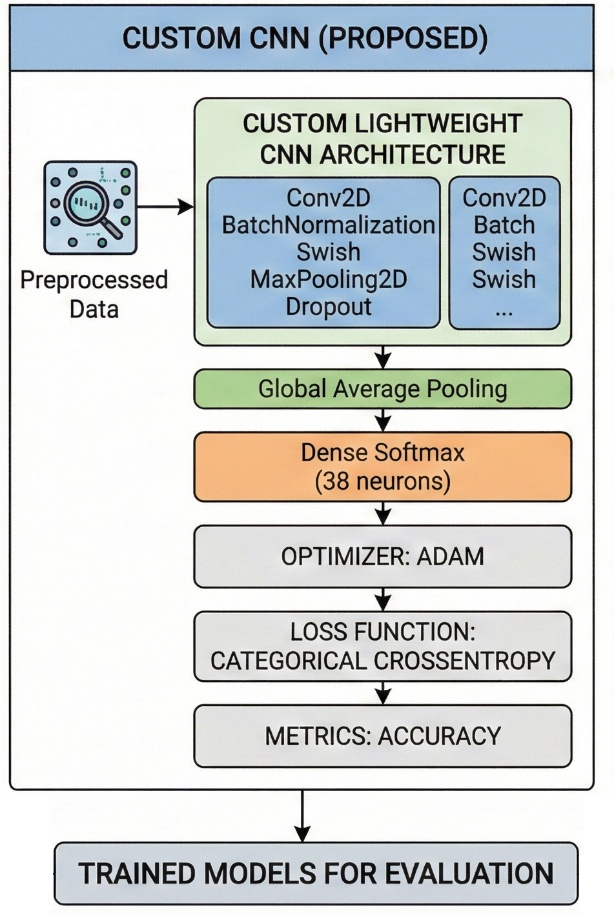 CUSTOM CNN (PROPOSED)
CUSTOM LIGHTWEIGHT
CNN ARCHITECTURE
Conv2D
BatchNormalization
Swish
MaxPooling2D
Dropout
Conv2D
Batch
Swish
Swish
...
Preprocessed
Data
Global Average Pooling
Dense Softmax
(38 neurons)
OPTIMIZER: ADAM
LOSS FUNCTION:
CATEGORICAL CROSSENTROPY
METRICS: ACCURACY
TRAINED MODELS FOR EVALUATION